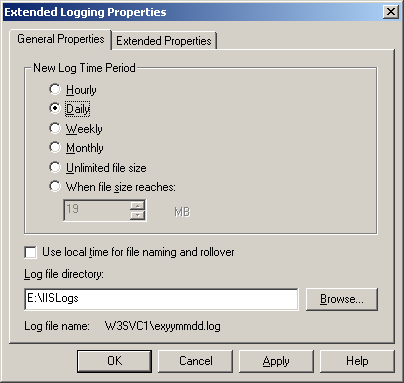 Extended Logging Properties
General Properties
Extended Properties
New Log Time Period
Hourly
Daily
Weekly
Monthly
Unlimited file size
When file size reaches:
19
MB
Use local time for file naming and rollover
Log file directory:
E:\IISLogs
Browse...
Log file name:
W3SVC1\exyymmdd.log
OK
Cancel
Apply
Help